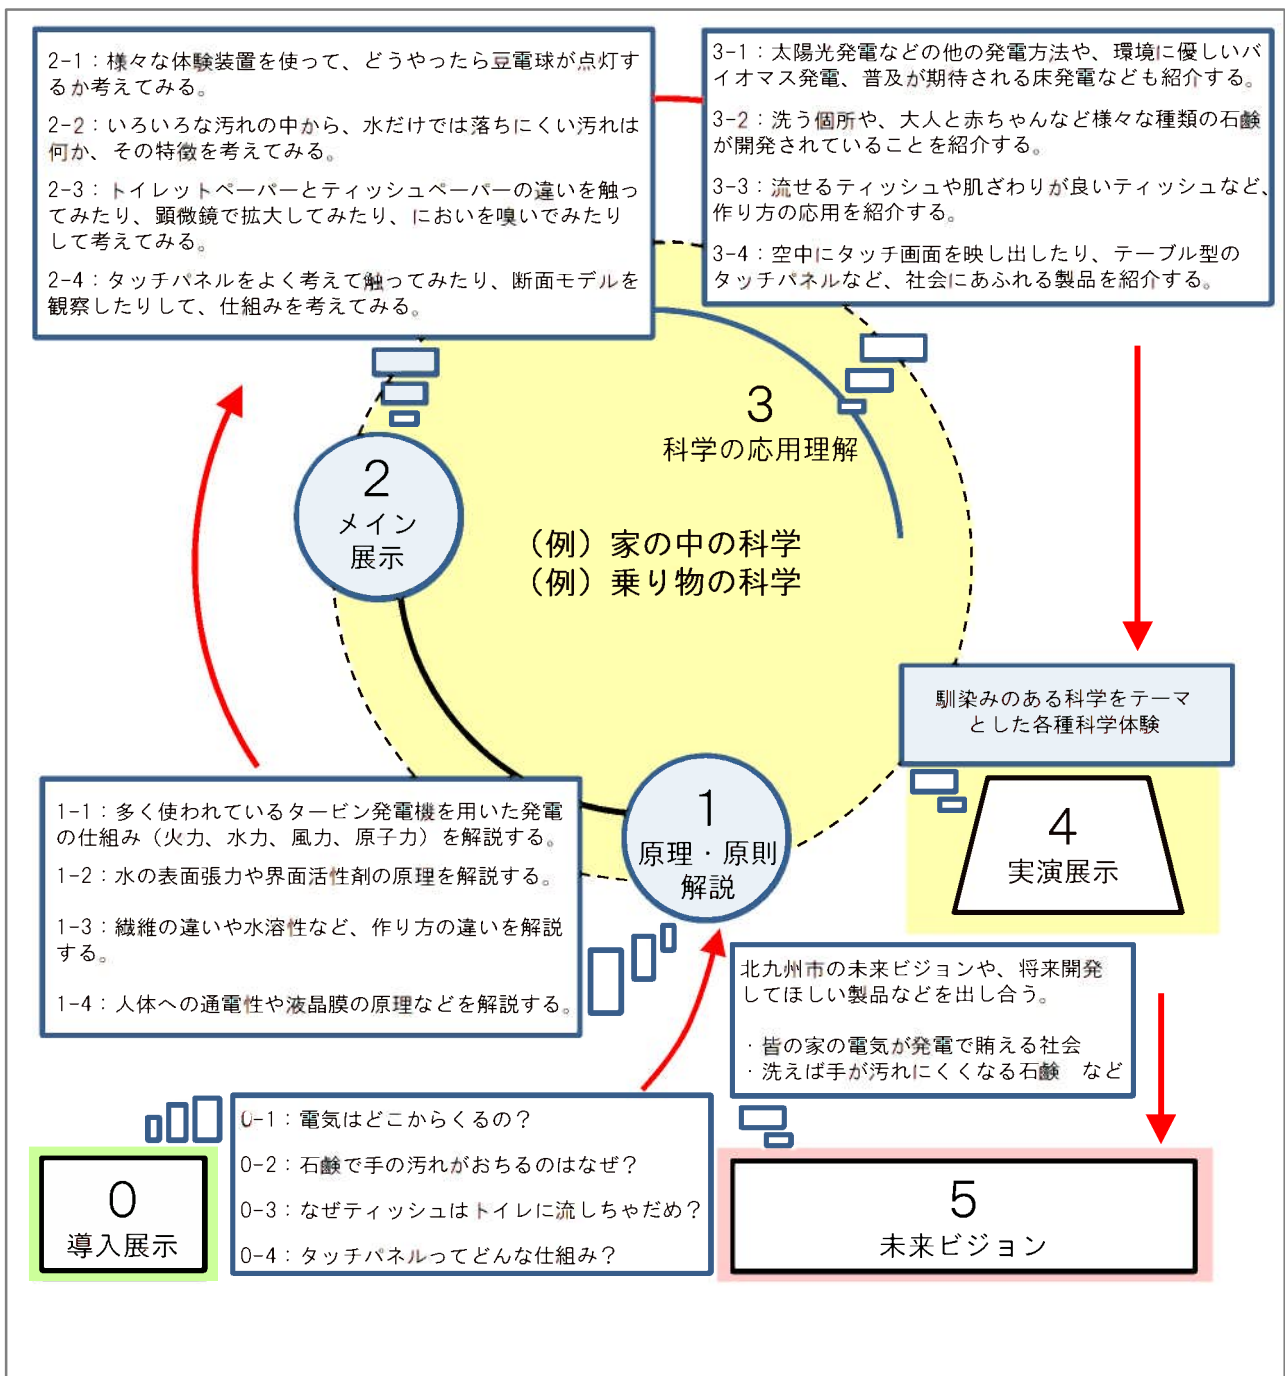 2-1：様々な体験装置を使って、どうやったら豆電球が点灯す
るか考えてみる。
2-2：いろいろな汚れの中から、水だけでは落ちにくい汚れは
何か、その特徴を考えてみる。
2-3：トイレットペーパーとティッシュペーパーの違いを触っ
てみたり、顕微鏡で拡大してみたり、においを嗅いでみたり
して考えてみる。
2-4：タッチパネルをよく考えて触ってみたり、断面モデルを
観察したりして、仕組みを考えてみる。
3-1：太陽光発電などの他の発電方法や、環境に優しいバ
イオマス発電、普及が期待される床発電なども紹介する。
3-2：洗う個所や、大人と赤ちゃんなど様々な種類の石鹸
が開発されていることを紹介する。
3-3：流せるティッシュや肌ざわりが良いティッシュなど、
作り方の応用を紹介する。
3-4：空中にタッチ画面を映し出したり、テーブル型の
タッチパネルなど、社会にあふれる製品を紹介する。
3
科学の応用理解
2
メイン
展示
（例）家の中の科学
（例）乗り物の科学
馴染みのある科学をテーマ
とした各種科学体験
1-1：多く使われているタービン発電機を用いた発電
の仕組み（火力、水力、風力、原子力）を解説する。
1-2：水の表面張力や界面活性剤の原理を解説する。
1-3：繊維の違いや水溶性など、作り方の違いを解説
する。
1-4：人体への通電性や液晶膜の原理などを解説する。
1
原理・原則
解説
4
実演展示
北九州市の未来ビジョンや、将来開発
してほしい製品などを出し合う。
・皆の家の電気が発電で賄える社会
・洗えば手が汚れにくくなる石鹸　など
0-1：電気はどこからくるの？
0-2：石鹸で手の汚れがおちるのはなぜ？
0-3：なぜティッシュはトイレに流しちゃだめ？
0-4：タッチパネルってどんな仕組み？
0
導入展示
5
未来ビジョン